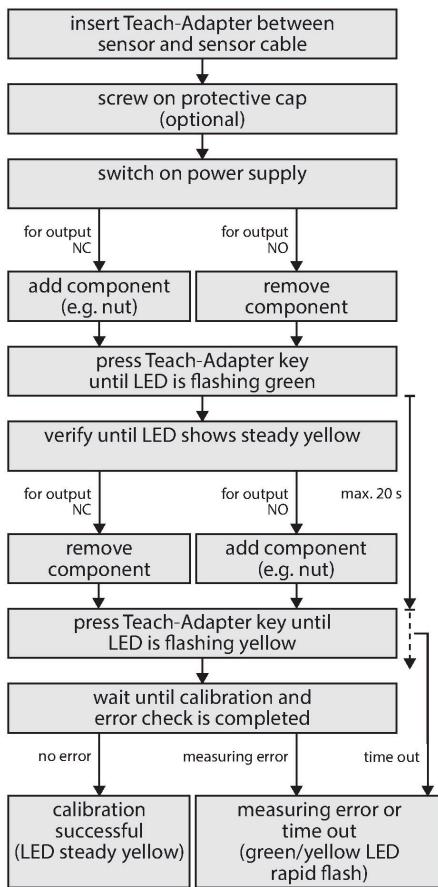 insert Teach-Adapter between
sensor and sensor cable
screw on protective cap
(optional)
switch on power supply
for output
NC
for output
NO
add component
(e.g. nut)
remove
component
press Teach-Adapter key
until LED is flashing green
verify until LED shows steady yellow
for output
NC
for output
NO
max. 20 s
remove
component
add component
(e.g. nut)
press Teach-Adapter key until
LED is flashing yellow
wait until calibration and
error check is completed
no error
measuring error
time out
calibration
successful
(LED steady yellow)
measuring error or
time out
(green/yellow LED
rapid flash)